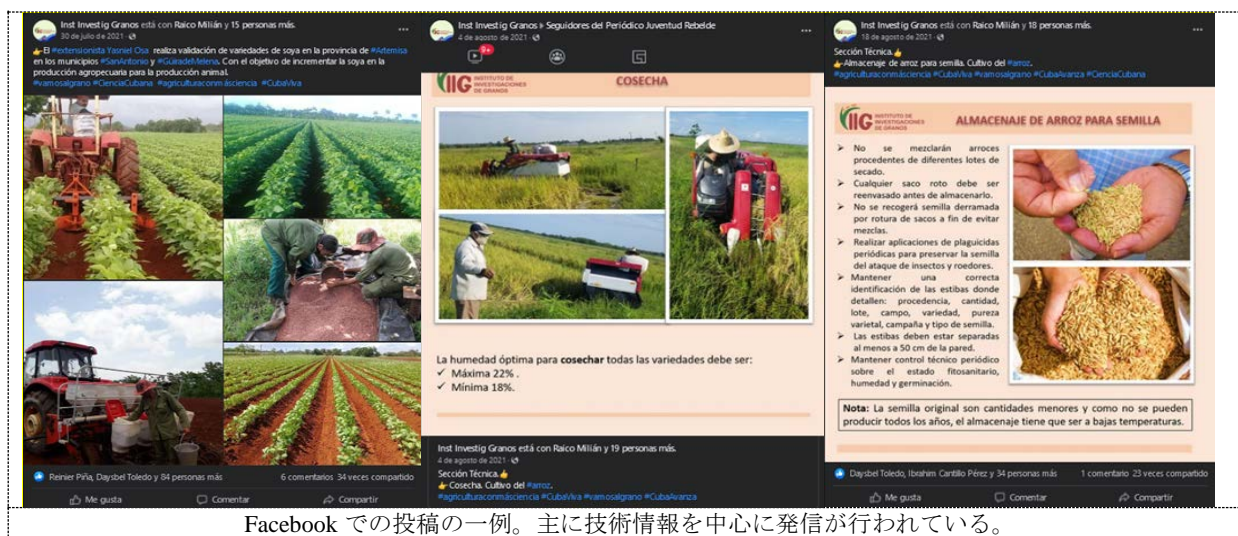 Inst Investig Granos está con Raico Milián y 15 personas más.
30 de julio de 2021 ·
👉El #extensionista Yasniel Osa realiza validación de variedades de soya en la provincia de #Artemisa
en los municipios #SanAntonio y #GüiradeMelena. Con el objetivo de incrementar la soya en la
producción agropecuaria para la producción animal.
#vamosalgrano #CienciaCubana #agriculturaconmásciencia #CubaViva
Reinier Piña, Daysbel Toledo y 84 personas más
6 comentarios 34 veces compartido
Me gusta
Comentar
Compartir
Inst Investig Granos ▸ Seguidores del Periódico Juventud Rebelde
4 de agosto de 2021 ·
9+
IIG INSTITUTO DE
INVESTIGACIONES
DE GRANOS
COSECHA
La humedad óptima para cosechar todas las variedades debe ser:
✓ Máxima 22% .
✓ Mínima 18%.
Inst Investig Granos está con Raico Milián y 19 personas más.
4 de agosto de 2021 ·
Sección Técnica.👍
👉Cosecha. Cultivo del #arroz.
#agriculturaconmásciencia #CubaViva #vamosalgrano #CubaAvanza
Inst Investig Granos está con Raico Milián y 18 personas más.
18 de agosto de 2021 ·
Sección Técnica.👍
👉Almacenaje de arroz para semilla. Cultivo del #arroz.
#agriculturaconmásciencia #CubaViva #vamosalgrano #CubaAvanza #CienciaCubana
IIG INSTITUTO DE
INVESTIGACIONES
DE GRANOS
ALMACENAJE DE ARROZ PARA SEMILLA
➢ No se mezclarán arroces
procedentes de diferentes lotes de
secado.
➢ Cualquier saco roto debe ser
reenvasado antes de almacenarlo.
➢ No se recogerá semilla derramada
por rotura de sacos a fin de evitar
mezclas.
➢ Realizar aplicaciones de plaguicidas
periódicas para preservar la semilla
del ataque de insectos y roedores.
➢ Mantener una correcta
identificación de las estibas donde
detallen: procedencia, cantidad,
lote, campo, variedad, pureza
varietal, campaña y tipo de semilla.
➢ Las estibas deben estar separadas
al menos a 50 cm de la pared.
➢ Mantener control técnico periódico
sobre el estado fitosanitario,
humedad y germinación.
Nota: La semilla original son cantidades menores y como no se pueden
producir todos los años, el almacenaje tiene que ser a bajas temperaturas.
Daysbel Toledo, Ibrahim Cantillo Pérez y 34 personas más
1 comentario 23 veces compartido
Me gusta
Comentar
Compartir
Facebook での投稿の一例。主に技術情報を中心に発信が行われている。